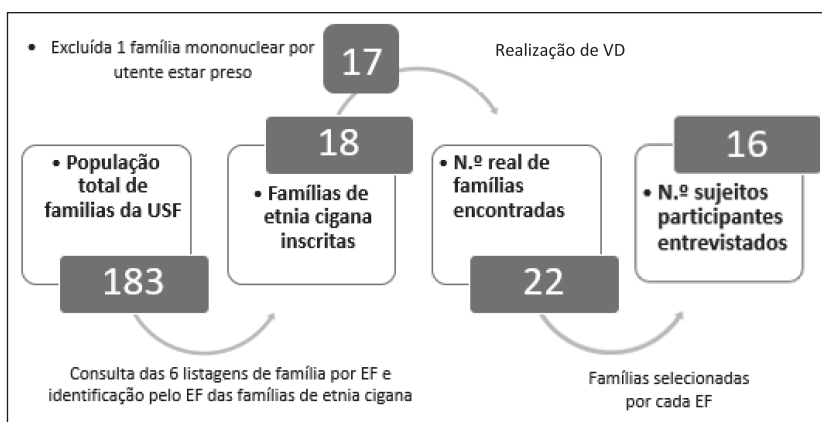 • Excluída 1 família mononuclear por
utente estar preso
17
Realização de VD
• População
total de
familias da USF
183
18
• Famílias de
etnia cigana
inscritas
• N.º real de
famílias
encontradas
22
16
• N.º sujeitos
participantes
entrevistados
Consulta das 6 listagens de família por EF e
identificação pelo EF das famílias de etnia cigana
Famílias selecionadas
por cada EF